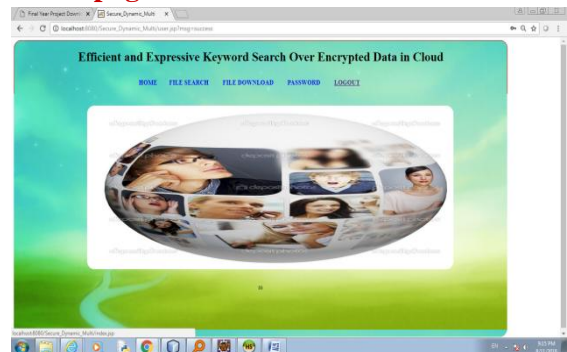 Final Year Project Down
Secure_Dynamic_Multi
localhost:8080/Secure_Dynamic_Multi/user.jsp?msg=success
Efficient and Expressive Keyword Search Over Encrypted Data in Cloud
HOME FILE SEARCH FILE DOWNLOAD PASSWORD LOGOUT
localhost:8080/Secure_Dynamic_Multi/index.jsp
EN